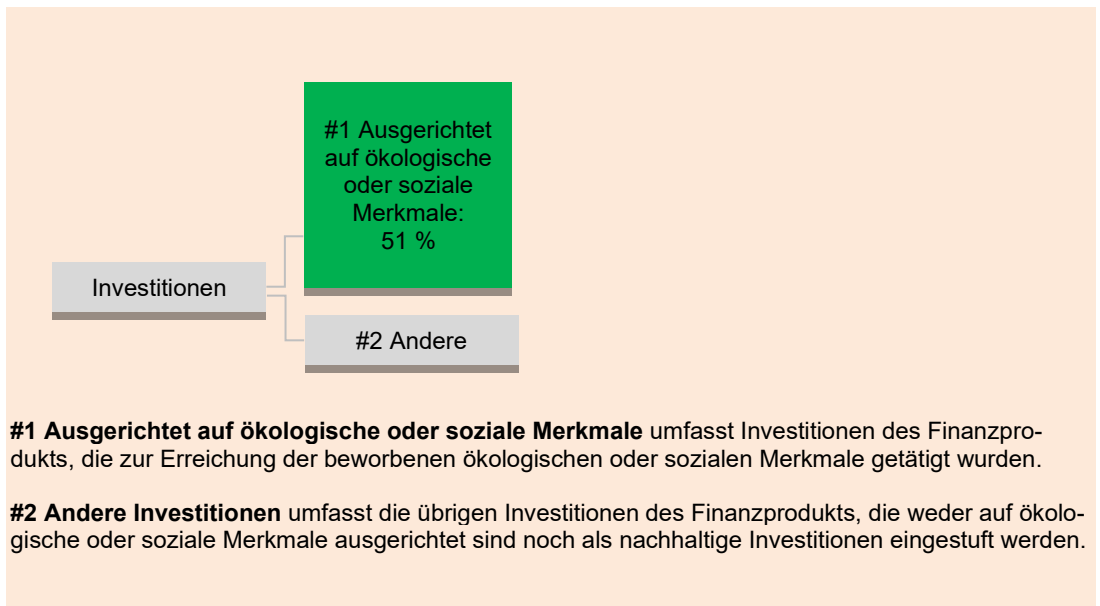 #1 Ausgerichtet
auf ökologische
oder soziale
Merkmale:
51 %
Investitionen
#2 Andere
#1 Ausgerichtet auf ökologische oder soziale Merkmale umfasst Investitionen des Finanzpro-
dukts, die zur Erreichung der beworbenen ökologischen oder sozialen Merkmale getätigt wurden.
#2 Andere Investitionen umfasst die übrigen Investitionen des Finanzprodukts, die weder auf ökolo-
gische oder soziale Merkmale ausgerichtet sind noch als nachhaltige Investitionen eingestuft werden.